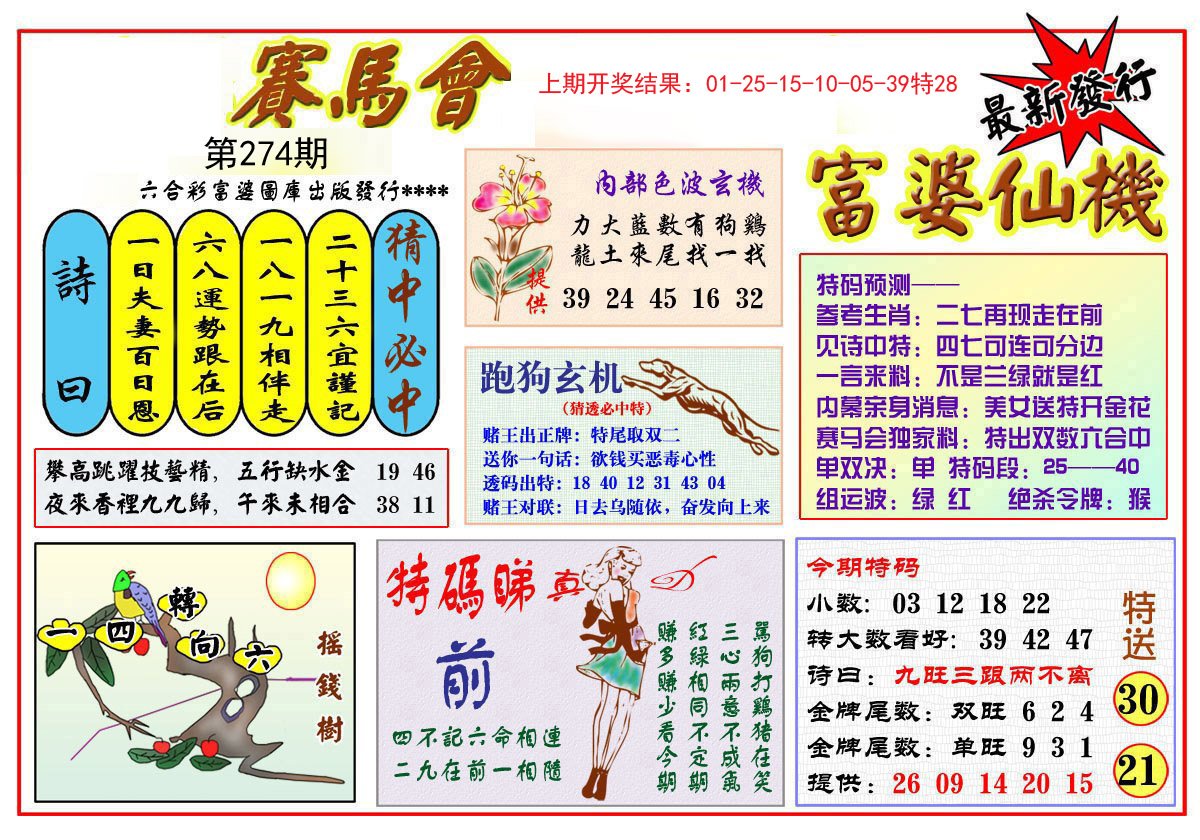 賽馬會
上期开奖结果：01-25-15-10-05-39特28
最新發行
第274期
六合彩富婆圖庫出版發行****
富婆仙機
詩曰
一日夫妻百日恩
六八運勢跟在后
一八一九相伴走
二十三六宜謹記
猜中必中
內部色波玄機
力大藍數有狗鷄
龍土來尾找一找
提供
39 24 45 16 32
特码预测——
参考生肖：二七再现走在前
见诗中特：四七可连可分边
一言来料：不是兰绿就是红
内幕亲身消息：美女送特开金花
赛马会独家料：特出双数六合中
单双决：单 特码段：25——40
组运波：绿 红 绝杀令牌：猴
跑狗玄机
（猜透必中特）
赌王出正牌：特尾取双二
送你一句话：欲钱买恶毒心性
透码出特：18 40 12 31 43 04
赌王对联：日去乌随依，奋发向上来
攀高跳躍技藝精，五行缺水金 19 46
夜來香裡九九歸，午來未相合 38 11
一四轉向六
摇錢樹
特碼睇真D
前
四不記六命相連
二九在前一相隨
罵狗打鷄猪在笑
三心兩意不成氣
紅綠相同不定期
賺多賺少看今期
今期特码
小数：03 12 18 22
转大数看好：39 42 47
诗曰：九旺三跟两不离
金牌尾数：双旺 6 2 4
金牌尾数：单旺 9 3 1
提供：26 09 14 20 15
特送
30
21